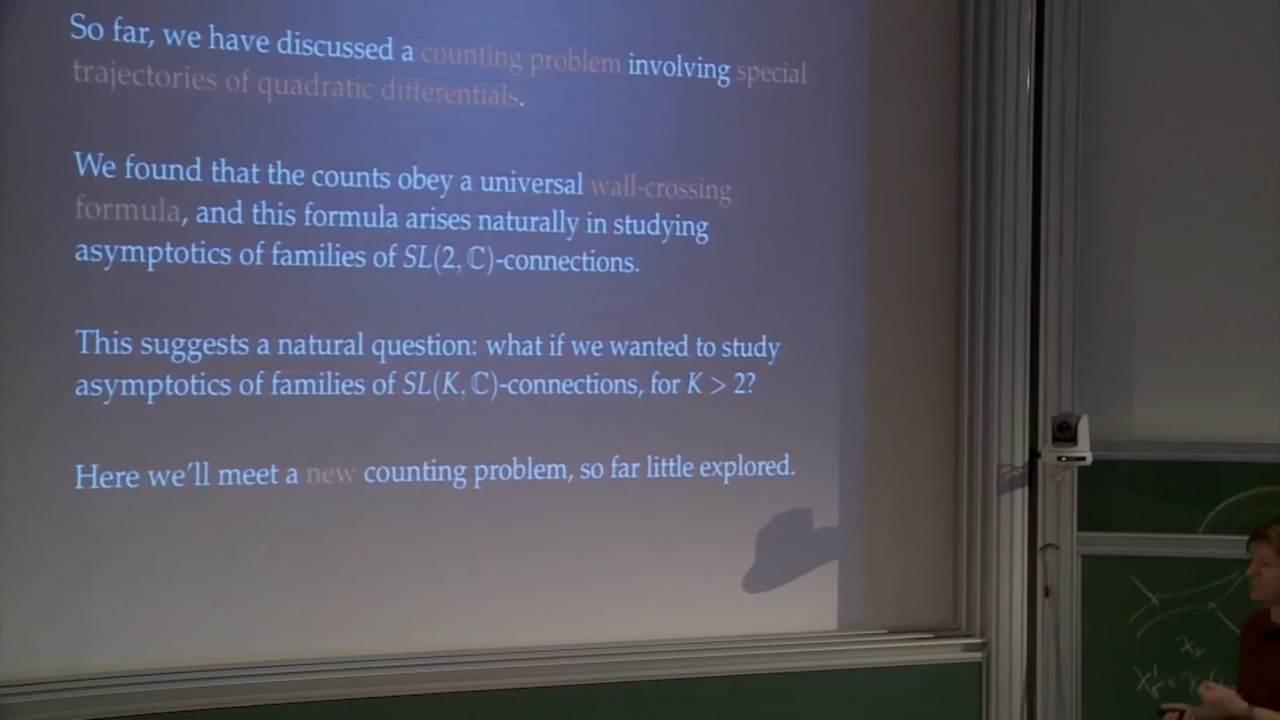 So far, we have discussed a counting problem involving special
trajectories of quadratic differentials.
We found that the counts obey a universal wall-crossing
formula, and this formula arises naturally in studying
asymptotics of families of SL(2, ℂ)-connections.
This suggests a natural question: what if we wanted to study
asymptotics of families of SL(K, ℂ)-connections, for K > 2?
Here we'll meet a new counting problem, so far little explored.